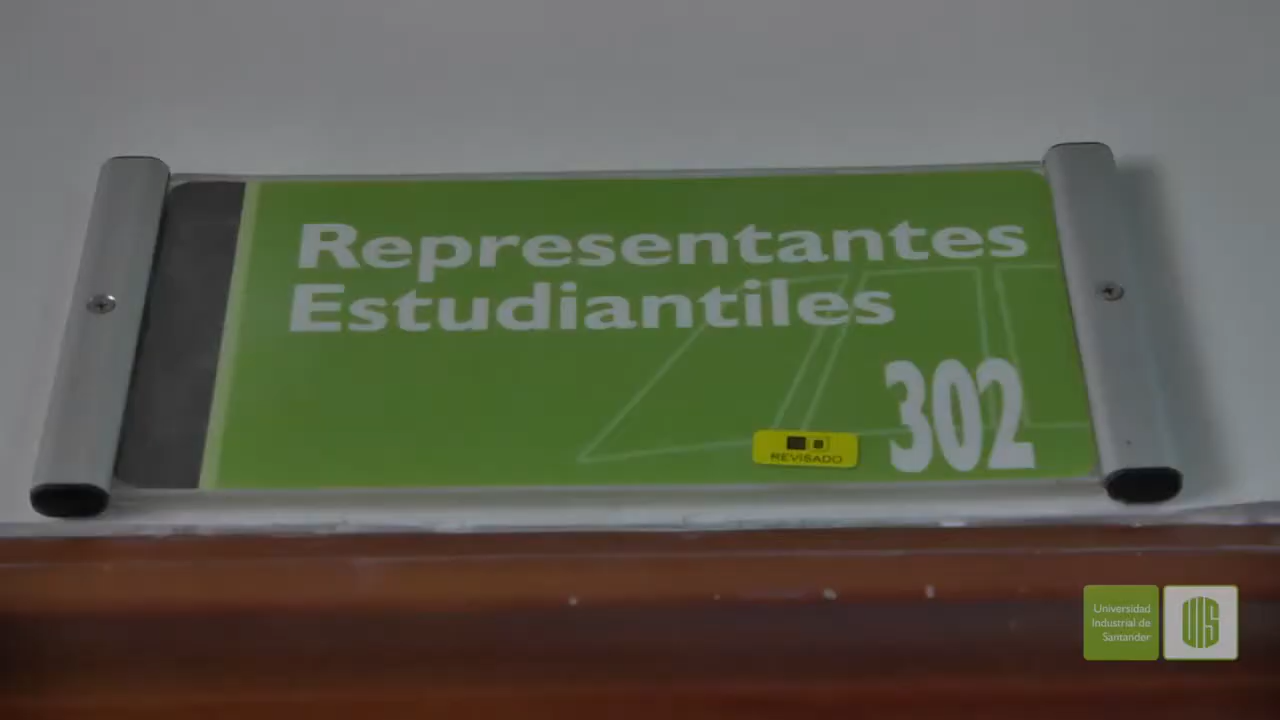 Representantes
Estudiantiles
302
REVISADO
Universidad
Industrial de
Santander
UIS